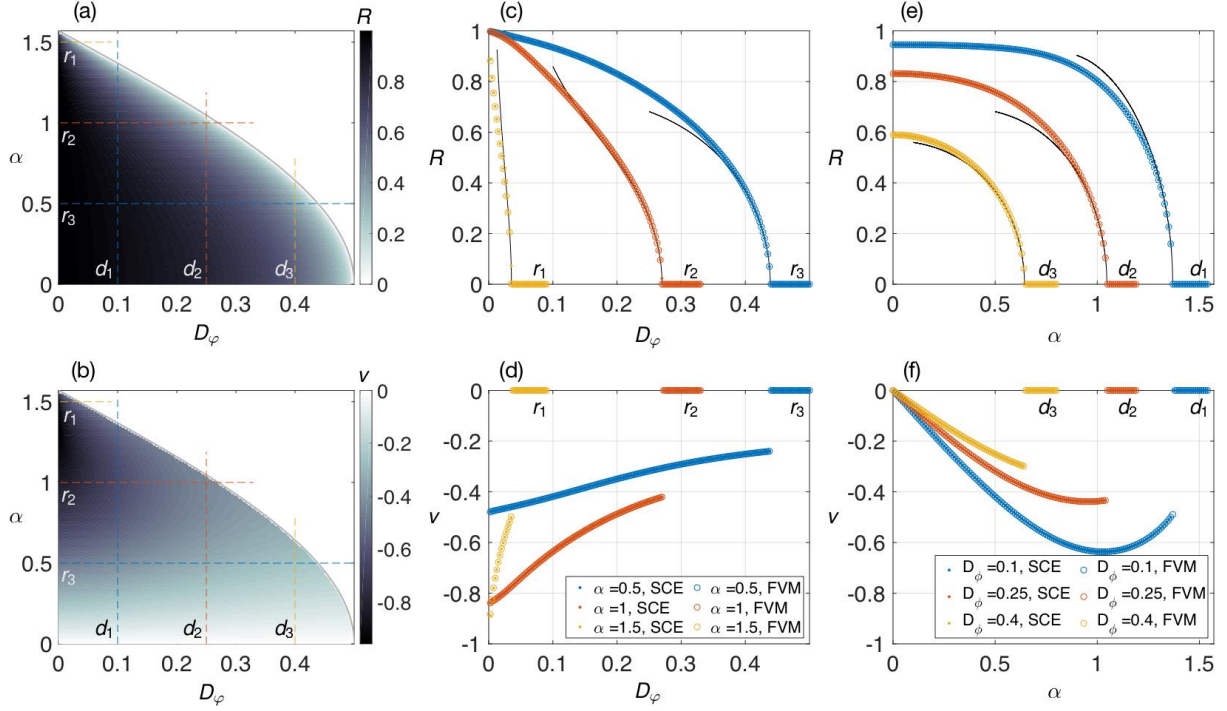 (a)
R
1.5
1
0.5
0
α
r1
r2
r3
d1
d2
d3
0
0.1
0.2
0.3
0.4
Dφ
0.8
0.6
0.4
0.2
0
(c)
1
0.8
0.6
0.4
0.2
0
R
r1
r2
r3
0
0.1
0.2
0.3
0.4
0.5
Dφ
(e)
1
0.8
0.6
0.4
0.2
0
R
d3
d2
d1
0
0.5
1
1.5
α
(b)
v
1.5
1
0.5
0
α
r1
r2
r3
d1
d2
d3
0
0.1
0.2
0.3
0.4
Dφ
0
-0.2
-0.4
-0.6
-0.8
(d)
0
-0.2
-0.4
-0.6
-0.8
-1
v
r1
r2
r3
α =0.5, SCE
α =1, SCE
α =1.5, SCE
α =0.5, FVM
α =1, FVM
α =1.5, FVM
0
0.1
0.2
0.3
0.4
0.5
Dφ
(f)
0
-0.2
-0.4
-0.6
-0.8
-1
v
d3
d2
d1
Dϕ =0.1, SCE
Dϕ =0.25, SCE
Dϕ =0.4, SCE
Dϕ =0.1, FVM
Dϕ =0.25, FVM
Dϕ =0.4, FVM
0
0.5
1
1.5
α